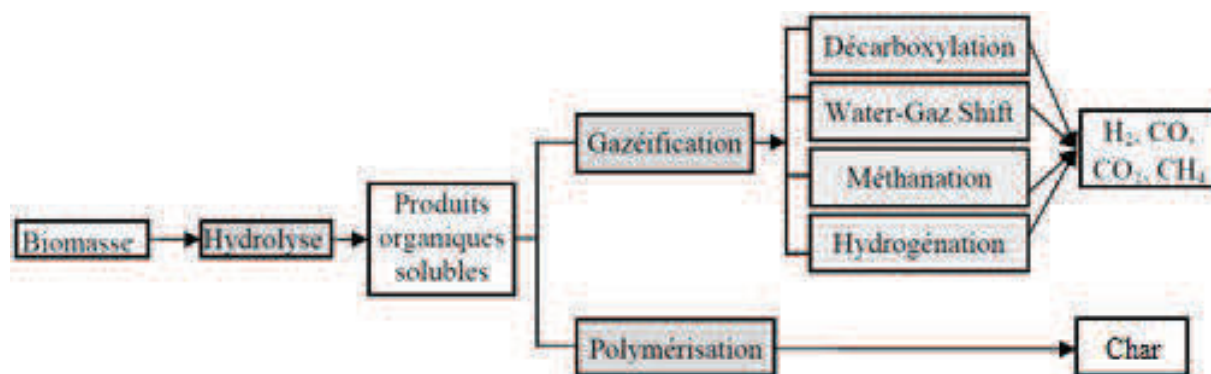 Biomasse
Hydrolyse
Produits
organiques
solubles
Gazéification
Polymérisation
Décarboxylation
Water-Gaz Shift
Méthanation
Hydrogénation
H₂, CO,
CO₂, CH₄
Char